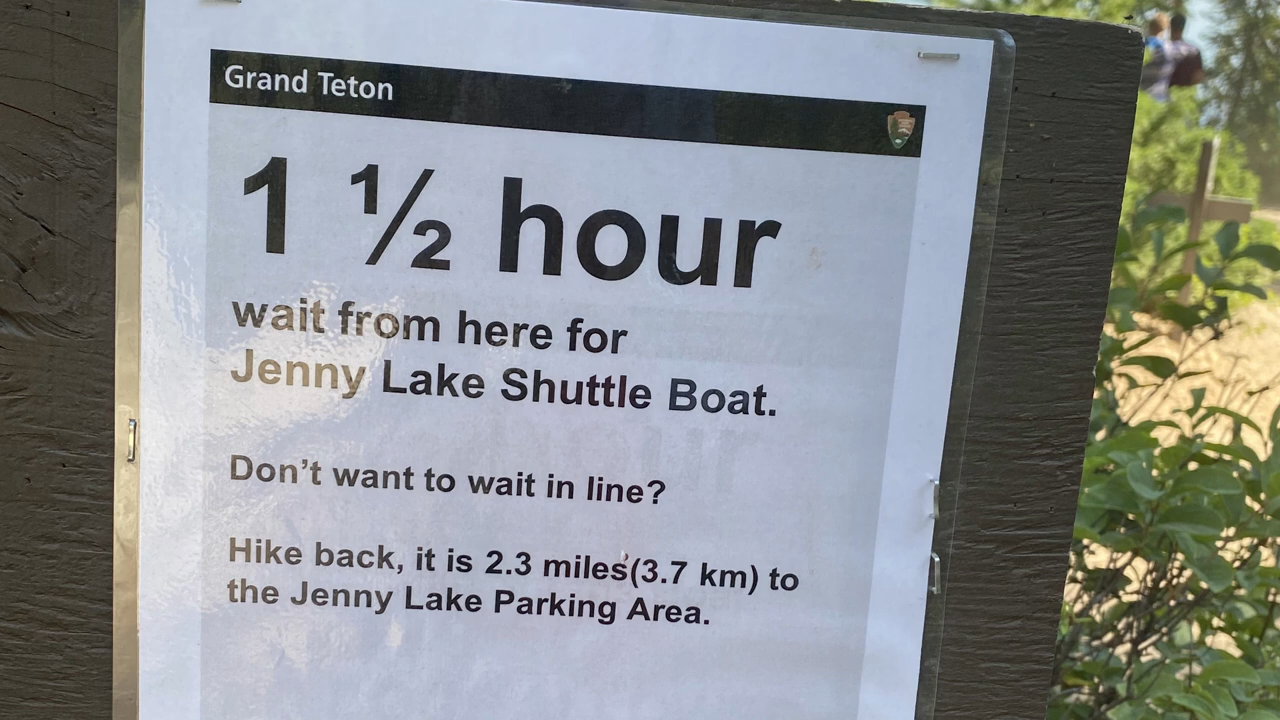 Grand Teton
1 ½ hour
wait from here for
Jenny Lake Shuttle Boat.
Don't want to wait in line?
Hike back, it is 2.3 miles(3.7 km) to
the Jenny Lake Parking Area.